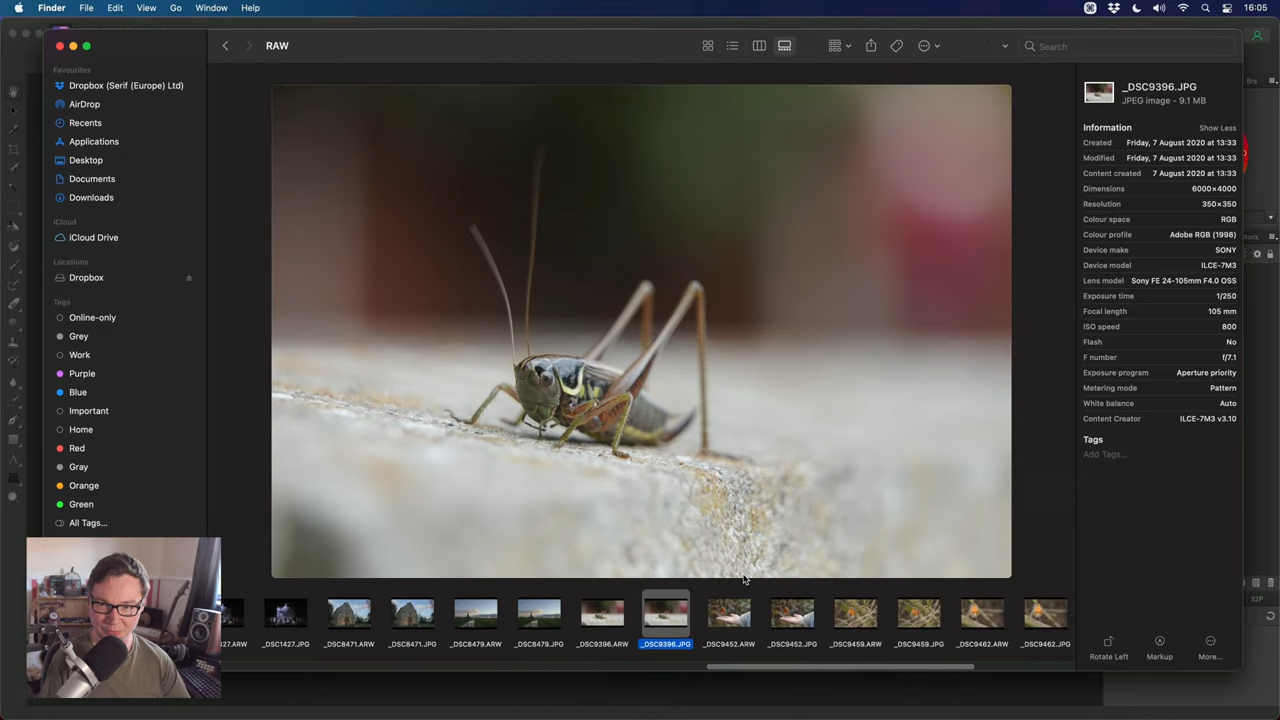 Finder File Edit View Go Window Help 16:05
RAW
Search
Favourites
Dropbox (Serif (Europe) Ltd)
AirDrop
Recents
Applications
Desktop
Documents
Downloads
iCloud
iCloud Drive
Locations
Dropbox
Tags
Online-only
Grey
Work
Purple
Blue
Important
Home
Red
Gray
Orange
Green
All Tags...
_DSC9396.JPG
JPEG image - 9.1 MB
Information Show Less
Created Friday, 7 August 2020 at 13:33
Modified Friday, 7 August 2020 at 13:33
Content created 7 August 2020 at 13:33
Dimensions 6000×4000
Resolution 350×350
Colour space RGB
Colour profile Adobe RGB (1998)
Device make SONY
Device model ILCE-7M3
Lens model Sony FE 24-105mm F4.0 OSS
Exposure time 1/250
Focal length 105 mm
ISO speed 800
Flash No
F number f/7.1
Exposure program Aperture priority
Metering mode Pattern
White balance Auto
Content Creator ILCE-7M3 v3.10
Tags
Add Tags...
Brs
tock
32P
27.ARW _DSC1427.JPG _DSC8471.ARW _DSC8471.JPG _DSC8479.ARW _DSC8479.JPG _DSC9396.ARW _DSC9396.JPG _DSC9452.ARW _DSC9452.JPG _DSC9459.ARW _DSC9459.JPG _DSC9462.ARW _DSC9462.JPG
Rotate Left Markup More...